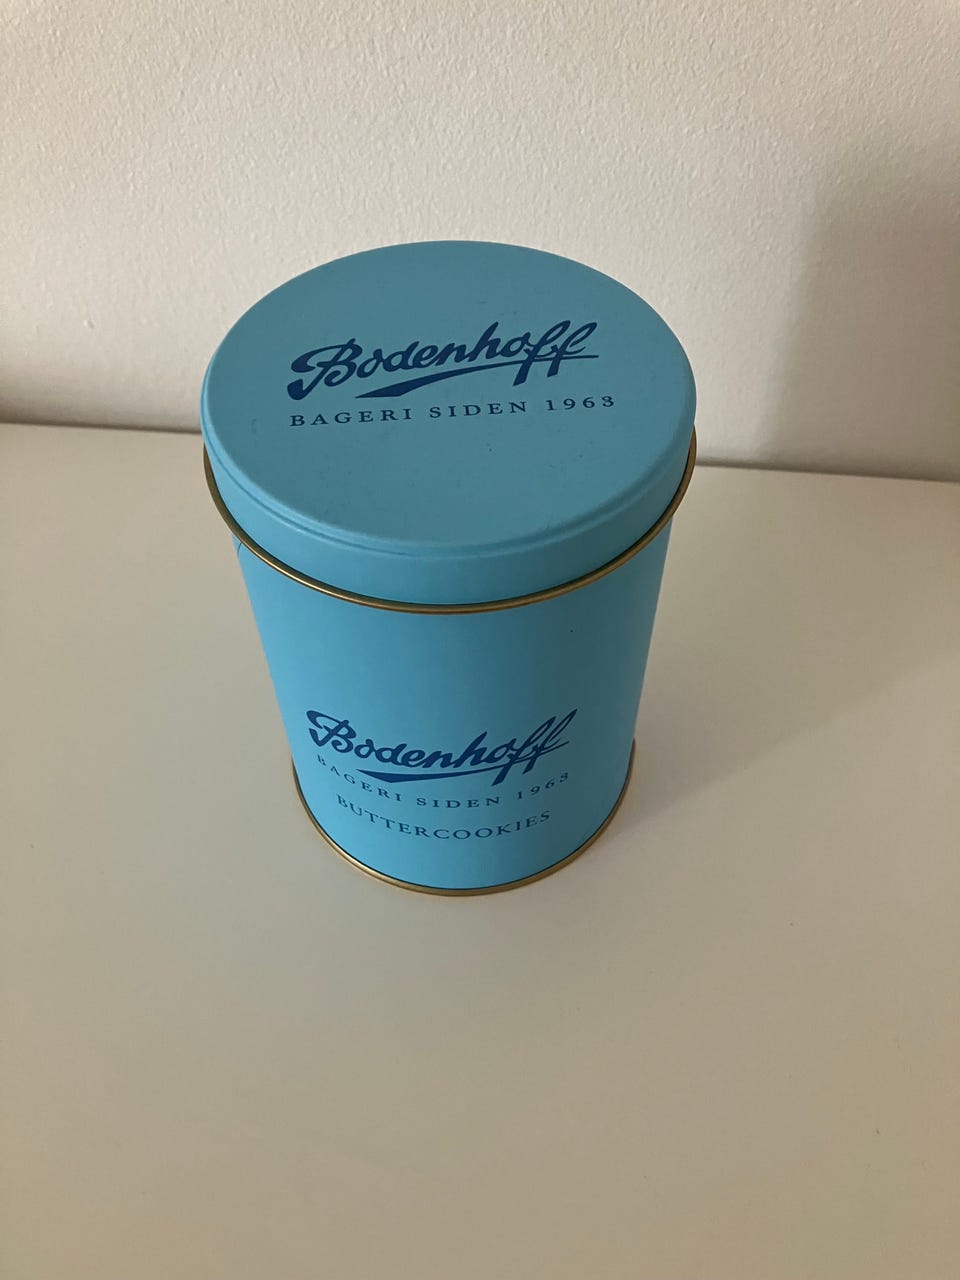 Bodenhoff
BAGERI SIDEN 1963
Bodenhoff
BAGERI SIDEN 1963
BUTTERCOOKIES